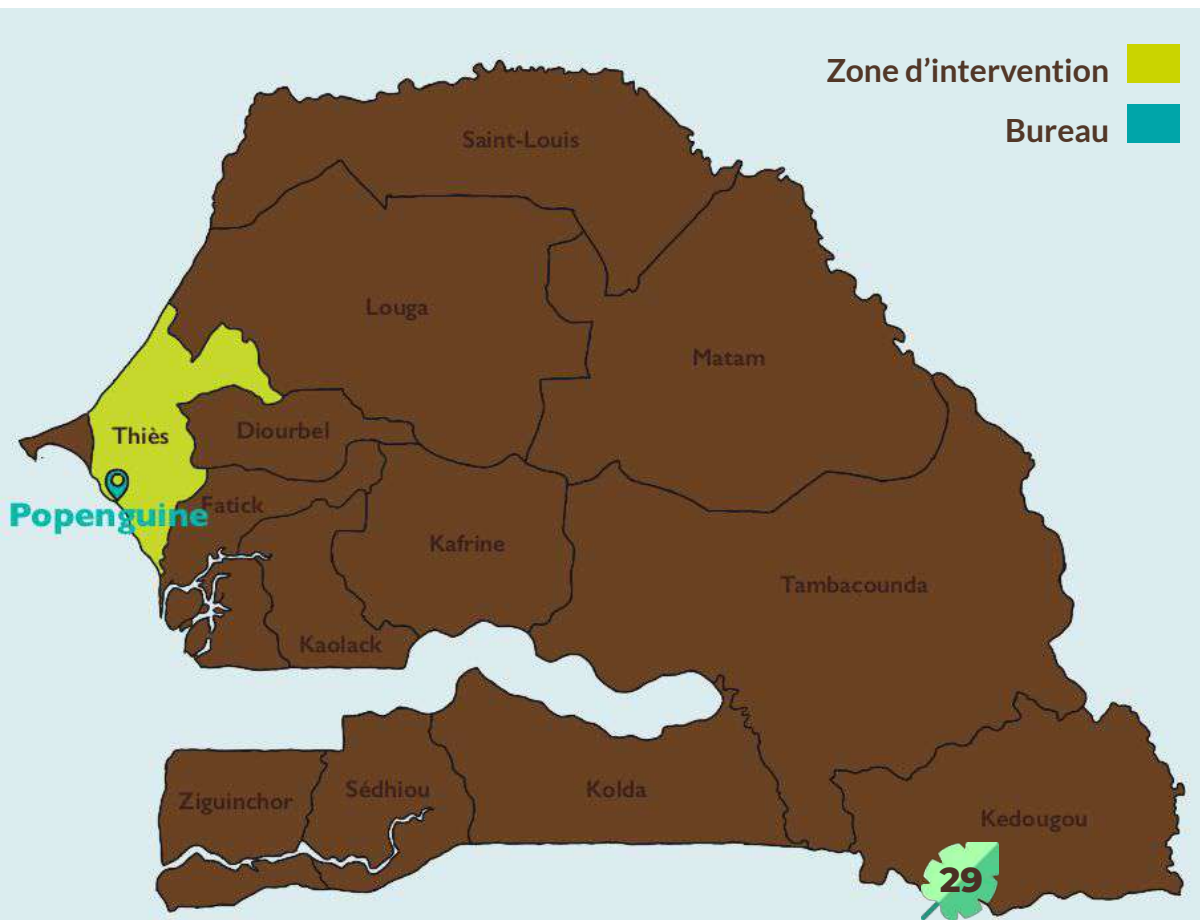 Zone d'intervention
Bureau
Saint-Louis
Louga
Matam
Thiès
Diourbel
Fatick
Popenguine
Kafrine
Tambacounda
Kaolack
Ziguinchor
Sédhiou
Kolda
Kedougou
29